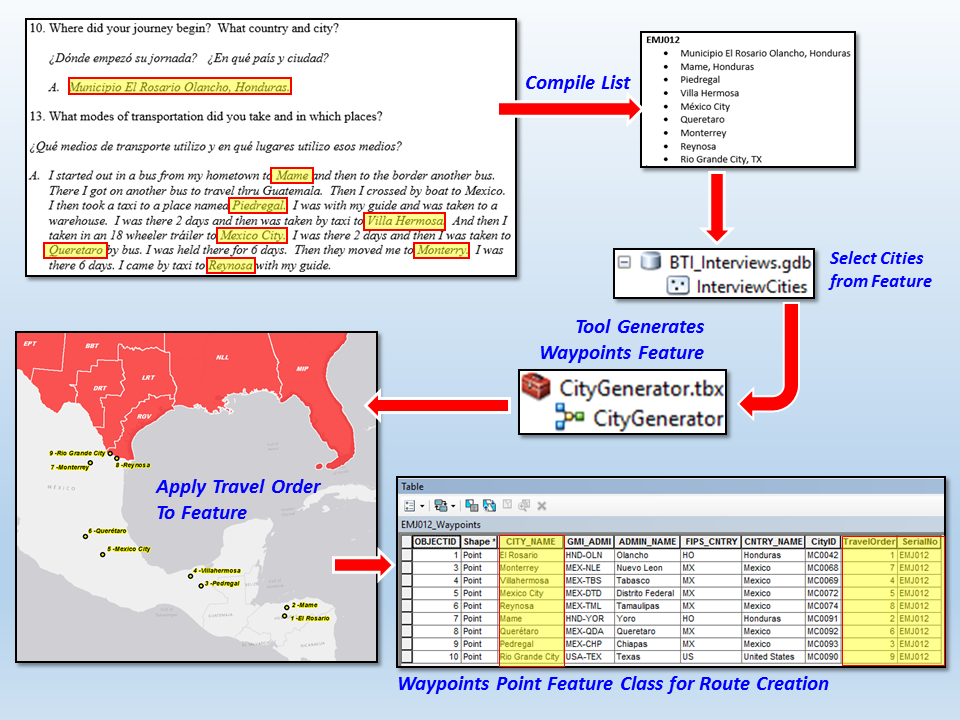 10. Where did your journey begin?  What country and city?
¿Dónde empezó su jornada?   ¿En qué país y ciudad?
A.   Municipio El Rosario Olancho, Honduras.
13. What modes of transportation did you take and in which places?
¿Qué medios de transporte utilizo y en qué lugares utilizo esos medios?
A.  I started out in a bus from my hometown to Mame and then to the border another bus.
There I got on another bus to travel thru Guatemala.  Then I crossed by boat to Mexico.
I then took a taxi to a place named Piedregal.  I was with my guide and was taken to a
warehouse.  I was there 2 days and then was taken by taxi to Villa Hermosa.  And then I
taken in an 18 wheeler tráiler to Mexico City.  I was there 2 days and then I was taken to
Queretaro by bus. I was held there for 6 days.  Then they moved me to Monterry.  I was
there 6 days. I came by taxi to Reynosa with my guide.
Compile List
EMJ012
• Municipio El Rosario Olancho, Honduras
• Mame, Honduras
• Piedregal
• Villa Hermosa
• México City
• Queretaro
• Monterrey
• Reynosa
• Rio Grande City, TX
BTI_Interviews.gdb
InterviewCities
Select Cities
from Feature
Tool Generates
Waypoints Feature
CityGenerator.tbx
CityGenerator
EPT
BBT
NLL
MIP
DRT
LRT
RGV
9 -Rio Grande City
8 -Reynosa
7 -Monterrey
MÉXICO
6 -Querétaro
5 -Mexico City
4 -Villahermosa
3 -Pedregal
2 -Mame
1 -El Rosario
GUATEMALA
NICARAGUA
Apply Travel Order
To Feature
Table
EMJ012_Waypoints
OBJECTID Shape * CITY_NAME GMI_ADMI ADMIN_NAME FIPS_CNTRY CNTRY_NAME CityID TravelOrder SerialNo
1 Point El Rosario HND-OLN Olancho HO Honduras MC0042 1 EMJ012
3 Point Monterrey MEX-NLE Nuevo Leon MX Mexico MC0068 7 EMJ012
4 Point Villahermosa MEX-TBS Tabasco MX Mexico MC0069 4 EMJ012
5 Point Mexico City MEX-DTD Distrito Federal MX Mexico MC0072 5 EMJ012
6 Point Reynosa MEX-TML Tamaulipas MX Mexico MC0074 8 EMJ012
7 Point Mame HND-YOR Yoro HO Honduras MC0091 2 EMJ012
8 Point Querétaro MEX-QDA Queretaro MX Mexico MC0092 6 EMJ012
9 Point Pedregal MEX-CHP Chiapas MX Mexico MC0093 3 EMJ012
10 Point Rio Grande City USA-TEX Texas US United States MC0090 9 EMJ012
Waypoints Point Feature Class for Route Creation